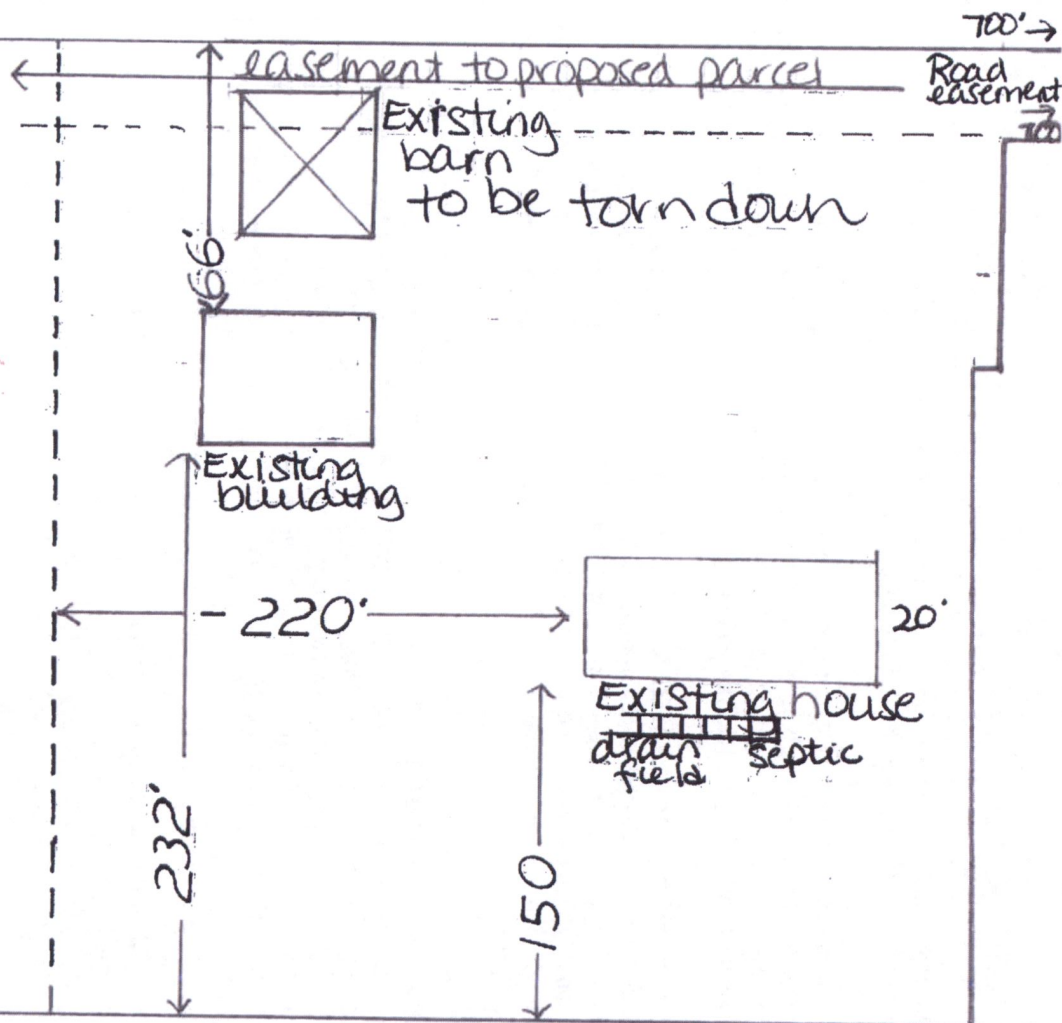 700'→
easement to proposed parcel
Road
easement
700
Existing
barn
to be torn down
66'
Existing
building
220'
20'
Existing house
drain
field
septic
232'
150